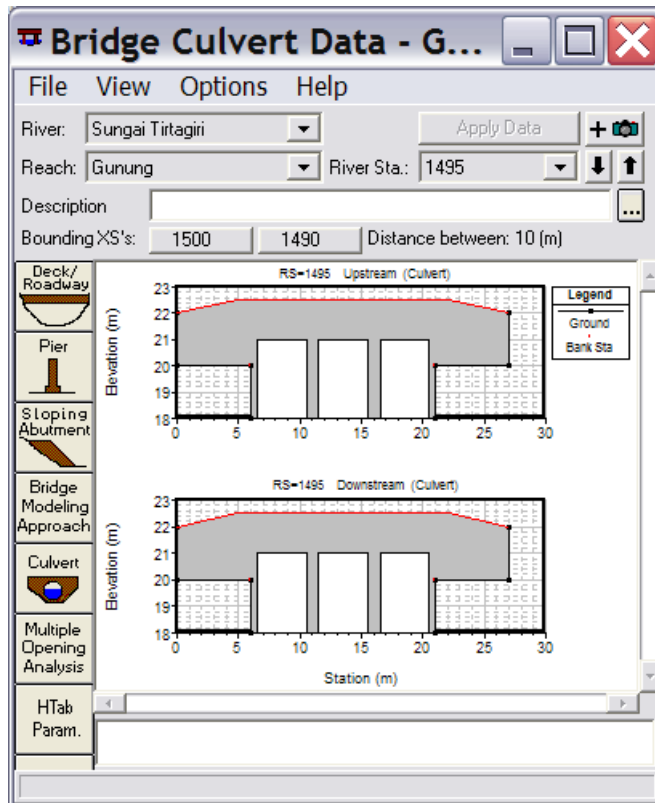 Bridge Culvert Data - G...
File View Options Help
River: Sungai Tirtagiri Apply Data +
Reach: Gunung River Sta.: 1495
Description ...
Bounding XS's: 1500 1490 Distance between: 10 (m)
Deck/
Roadway
Pier
Sloping
Abutment
Bridge
Modeling
Approach
Culvert
Multiple
Opening
Analysis
HTab
Param.
RS=1495 Upstream (Culvert)
Elevation (m)
23
22
21
20
19
18
0 5 10 15 20 25 30
Legend
Ground
Bank Sta
RS=1495 Downstream (Culvert)
Elevation (m)
23
22
21
20
19
18
0 5 10 15 20 25 30
Station (m)